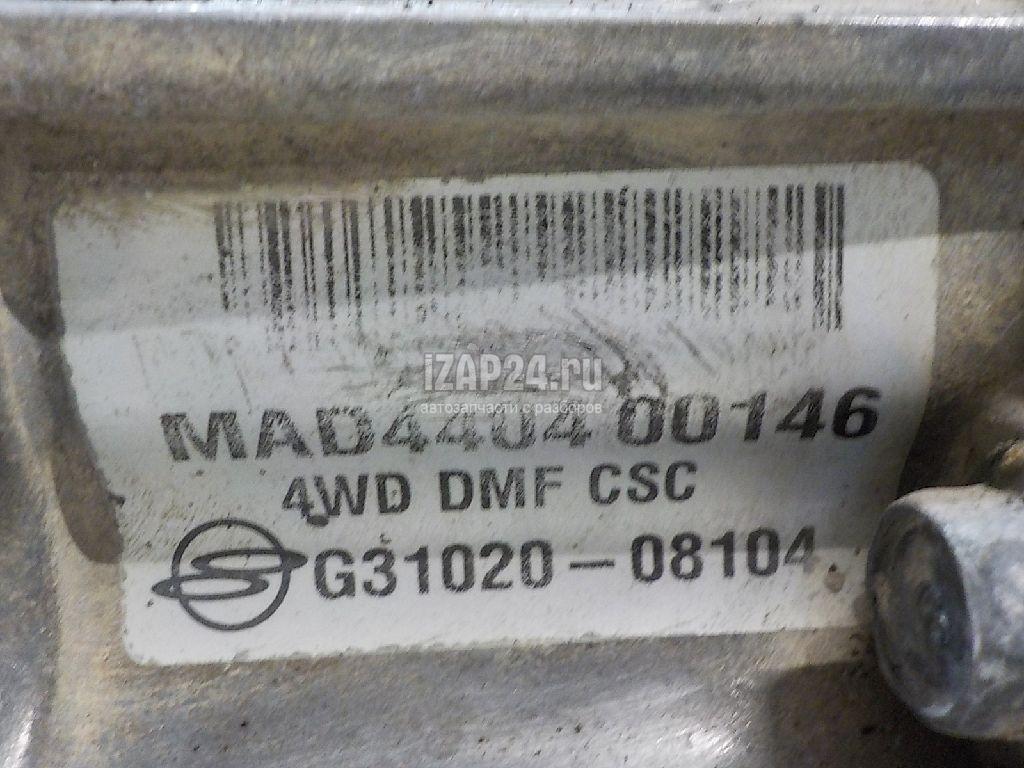 iZAP24.ru
автозапчасти с разборов
MAD4404 00146
4WD DMF CSC
G31020-08104